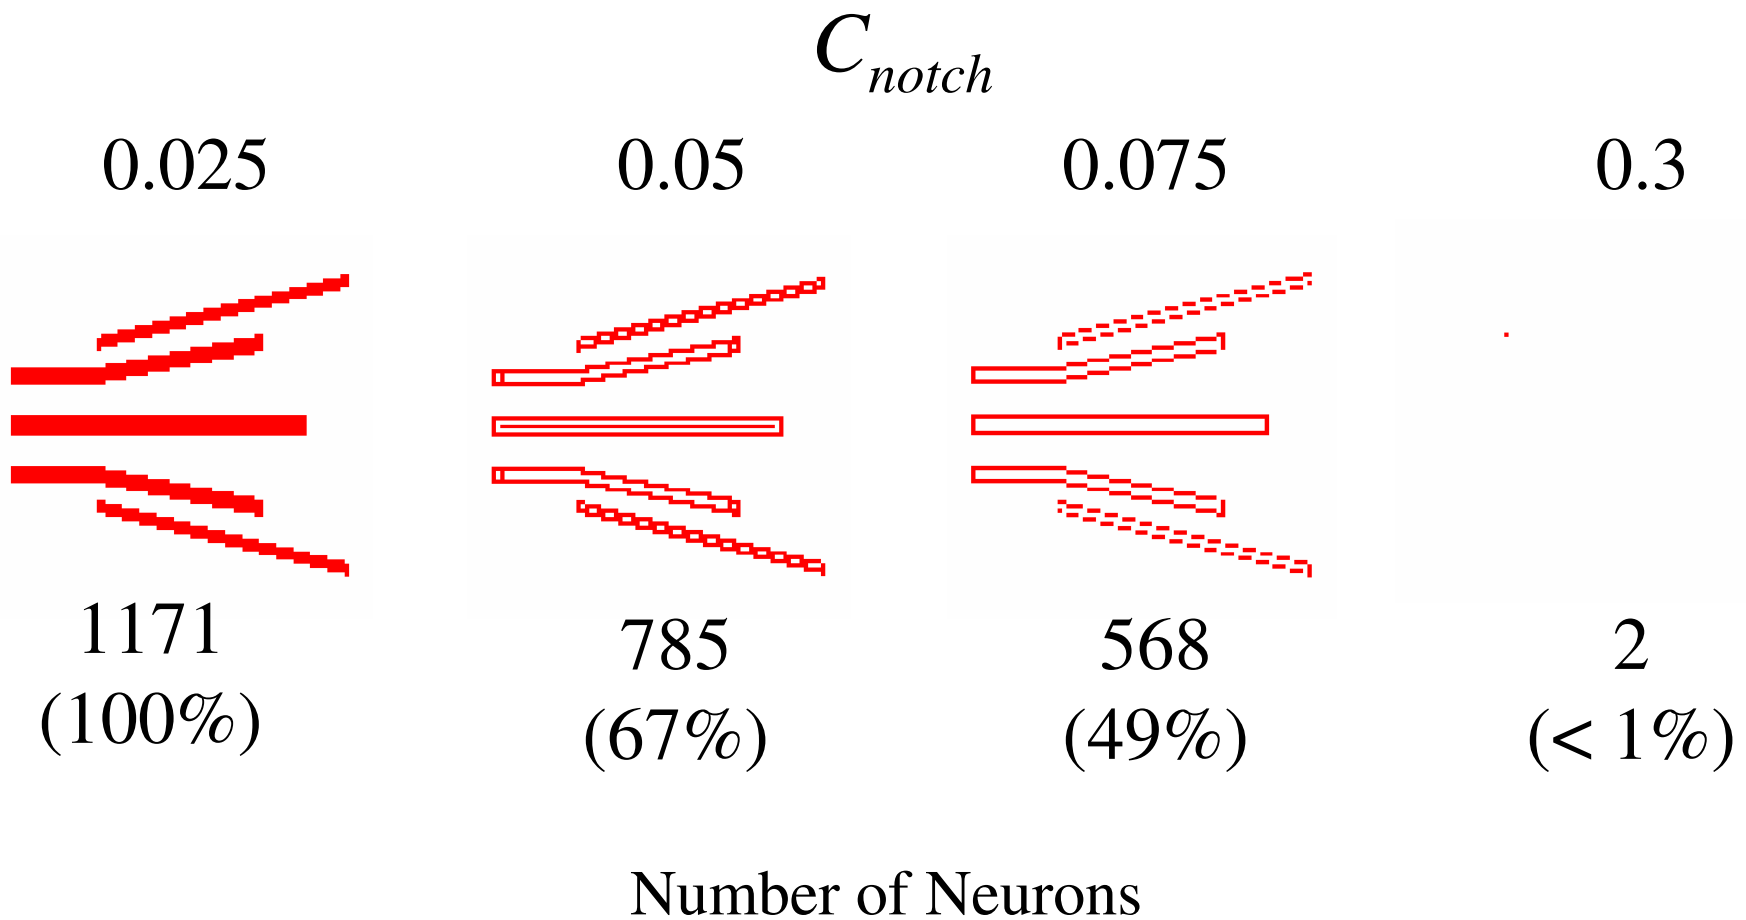 Cnotch
0.025 0.05 0.075 0.3
1171 785 568 2
(100%) (67%) (49%) (< 1%)
Number of Neurons